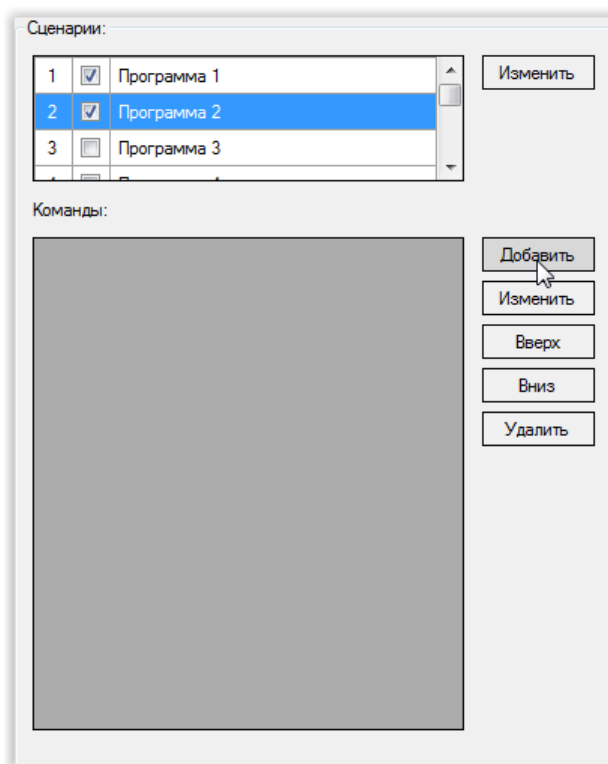 Сценарии:
1 Программа 1
Изменить
2 Программа 2
3 Программа 3
Команды:
Добавить
Изменить
Вверх
Вниз
Удалить